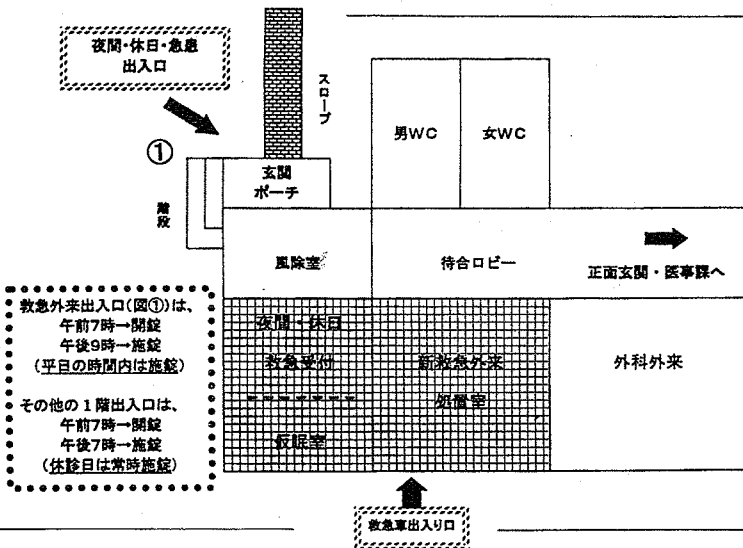 夜間・休日・急患
出入口
スロープ
①
玄関
ポーチ
階段
男WC
女WC
風除室
待合ロビー
正面玄関・医事課へ
救急外来出入口(図①)は、
午前7時→開錠
午後9時→施錠
(平日の時間内は施錠)
その他の1階出入口は、
午前7時→開錠
午後7時→施錠
(休診日は常時施錠)
夜間・休日
救急受付
仮眠室
新救急外来
処置室
外科外来
救急車出入り口